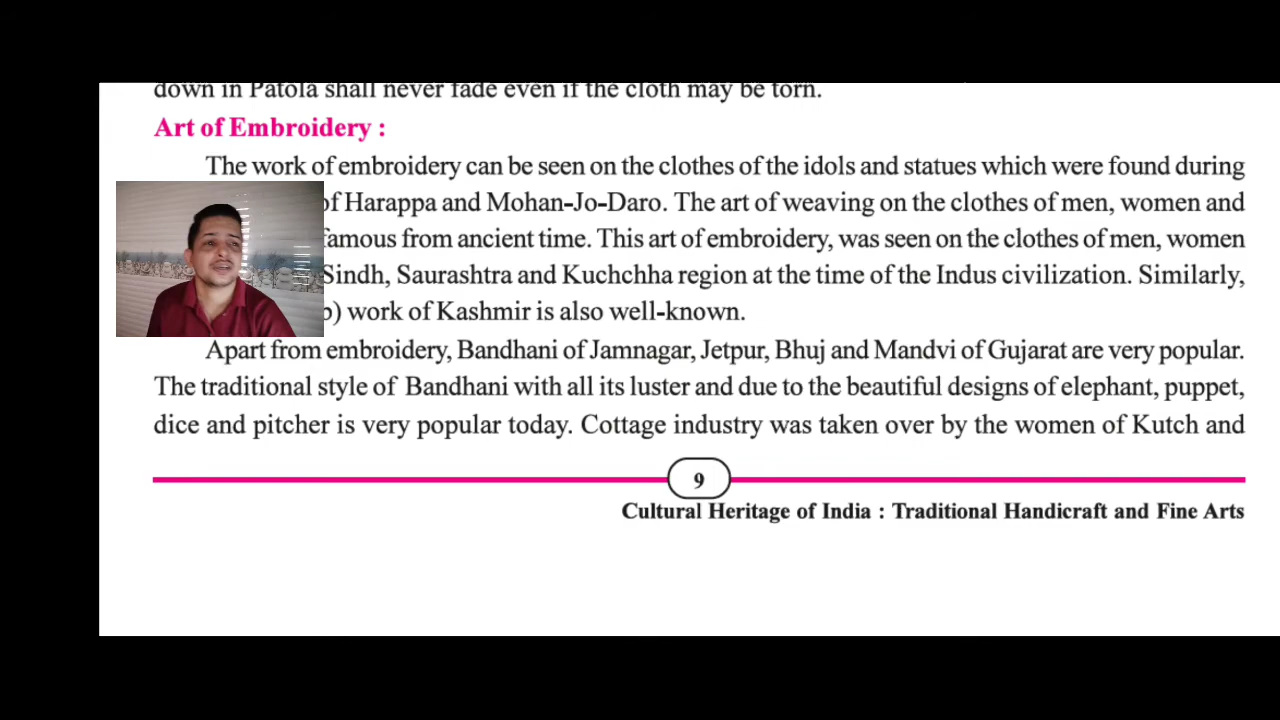 down in Patola shall never fade even if the cloth may be torn.
Art of Embroidery :
The work of embroidery can be seen on the clothes of the idols and statues which were found during
of Harappa and Mohan-Jo-Daro. The art of weaving on the clothes of men, women and
famous from ancient time. This art of embroidery, was seen on the clothes of men, women
Sindh, Saurashtra and Kuchchha region at the time of the Indus civilization. Similarly,
b) work of Kashmir is also well-known.
Apart from embroidery, Bandhani of Jamnagar, Jetpur, Bhuj and Mandvi of Gujarat are very popular.
The traditional style of Bandhani with all its luster and due to the beautiful designs of elephant, puppet,
dice and pitcher is very popular today. Cottage industry was taken over by the women of Kutch and
9
Cultural Heritage of India : Traditional Handicraft and Fine Arts